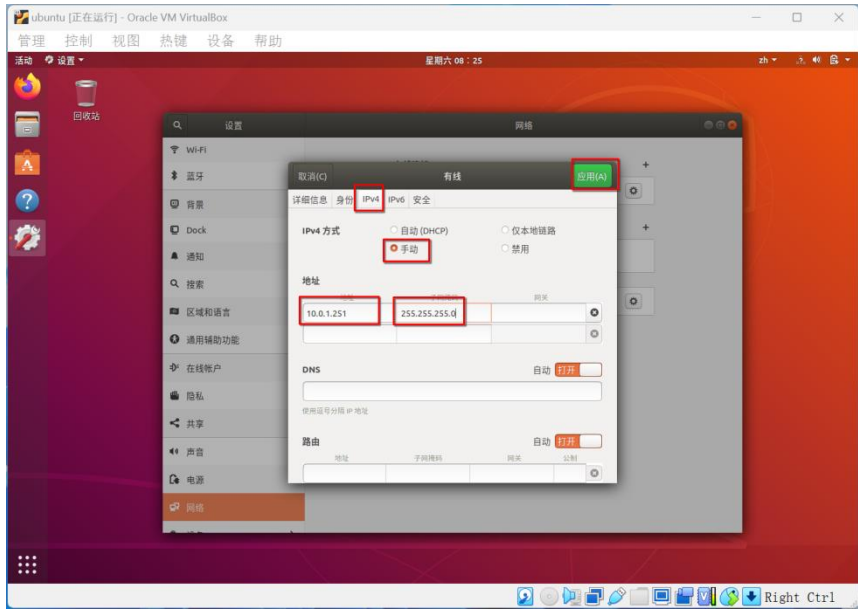 ubuntu [正在运行] - Oracle VM VirtualBox
管理 控制 视图 热键 设备 帮助
活动 设置 星期六 08：25 zh
回收站
设置 网络
Wi-Fi
蓝牙
背景
Dock
通知
搜索
区域和语言
通用辅助功能
在线帐户
隐私
共享
声音
电源
网络
取消(C) 有线 应用(A)
详细信息 身份 IPv4 IPv6 安全
IPv4 方式 自动 (DHCP) 仅本地链路
手动 禁用
地址
网关
10.0.1.251 255.255.255.0
DNS 自动 打开
使用逗号分隔 IP 地址
路由 自动 打开
地址 子网掩码 网关 公制
Right Ctrl